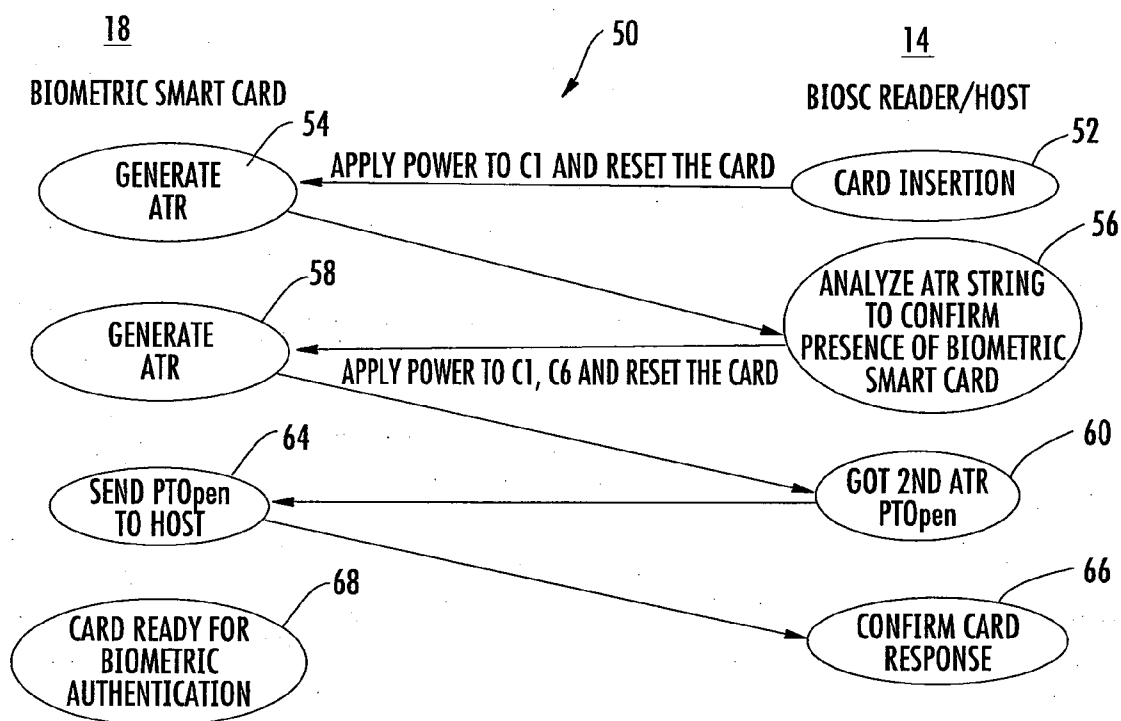 18
50
14
BIOMETRIC SMART CARD
BIOSC READER/HOST
54
52
GENERATE
ATR
APPLY POWER TO C1 AND RESET THE CARD
CARD INSERTION
56
58
ANALYZE ATR STRING
TO CONFIRM
PRESENCE OF BIOMETRIC
SMART CARD
GENERATE
ATR
APPLY POWER TO C1, C6 AND RESET THE CARD
64
60
SEND PTOpen
TO HOST
GOT 2ND ATR
PTOpen
68
66
CARD READY FOR
BIOMETRIC
AUTHENTICATION
CONFIRM CARD
RESPONSE